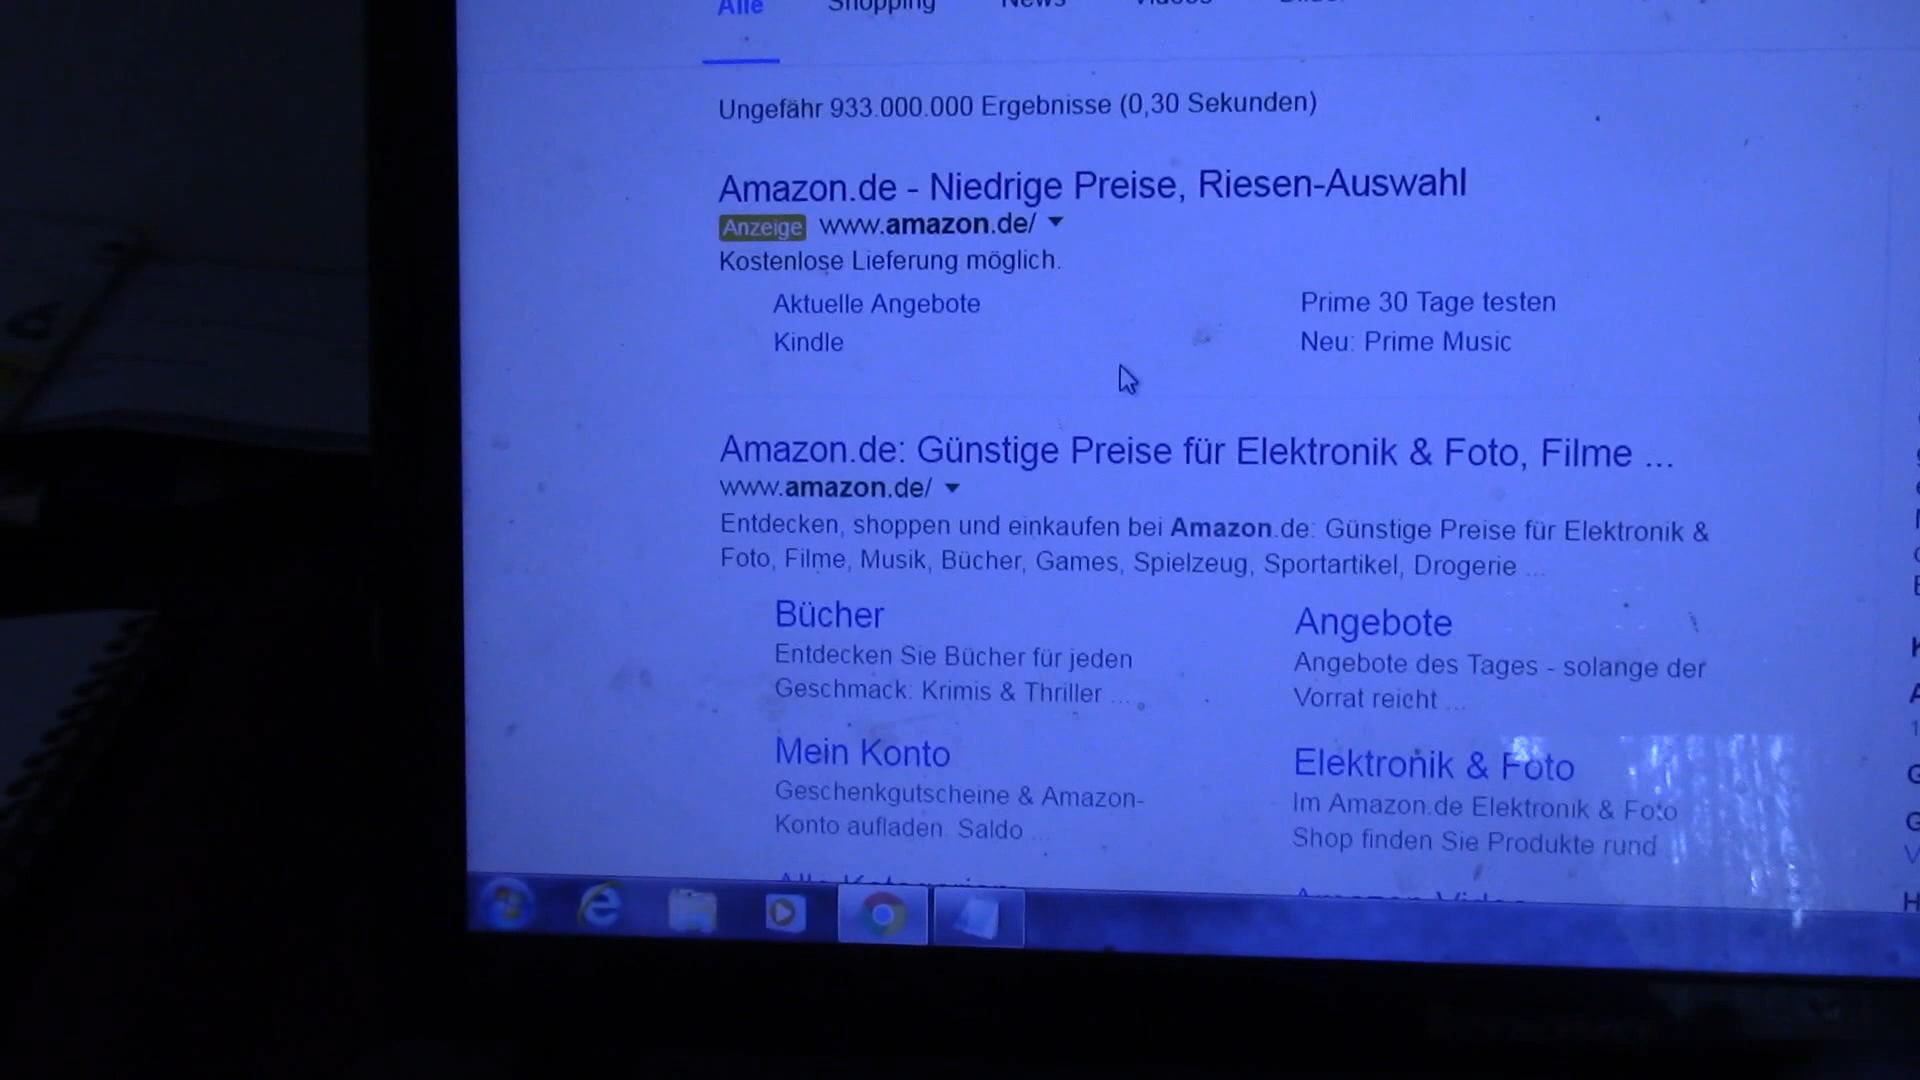 Alle Shopping News Videos
Ungefähr 933.000.000 Ergebnisse (0,30 Sekunden)
Amazon.de - Niedrige Preise, Riesen-Auswahl
Anzeige www.amazon.de/
Kostenlose Lieferung möglich.
Aktuelle Angebote Prime 30 Tage testen
Kindle Neu: Prime Music
Amazon.de: Günstige Preise für Elektronik & Foto, Filme ...
www.amazon.de/
Entdecken, shoppen und einkaufen bei Amazon.de: Günstige Preise für Elektronik &
Foto, Filme, Musik, Bücher, Games, Spielzeug, Sportartikel, Drogerie ...
Bücher
Entdecken Sie Bücher für jeden
Geschmack: Krimis & Thriller ...
Angebote
Angebote des Tages - solange der
Vorrat reicht ...
Mein Konto
Geschenkgutscheine & Amazon-
Konto aufladen. Saldo ...
Elektronik & Foto
Im Amazon.de Elektronik & Foto
Shop finden Sie Produkte rund